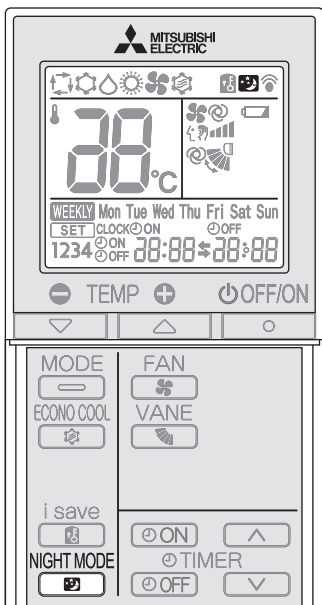 MITSUBISHI
ELECTRIC
88°C
WEEKLY Mon Tue Wed Thu Fri Sat Sun
SET CLOCK ON OFF
1234 ON OFF 88:88 88:88
TEMP OFF/ON
MODE FAN
ECONO COOL VANE
i save
ON
NIGHT MODE TIMER
OFF